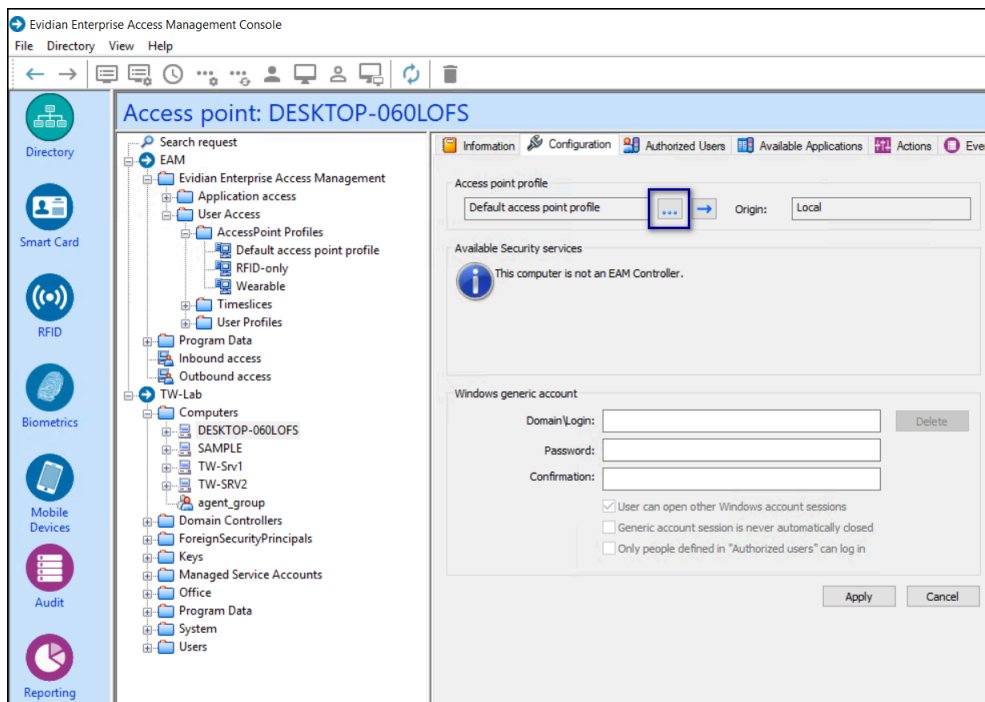 Evidian Enterprise Access Management Console
File Directory View Help
Access point: DESKTOP-060LOFS
Directory
Smart Card
RFID
Biometrics
Mobile
Devices
Audit
Reporting
Search request
EAM
Evidian Enterprise Access Management
Application access
User Access
AccessPoint Profiles
Default access point profile
RFID-only
Wearable
Timeslices
User Profiles
Program Data
Inbound access
Outbound access
TW-Lab
Computers
DESKTOP-060LOFS
SAMPLE
TW-Srv1
TW-SRV2
agent_group
Domain Controllers
ForeignSecurityPrincipals
Keys
Managed Service Accounts
Office
Program Data
System
Users
Information Configuration Authorized Users Available Applications Actions Eve
Access point profile
Default access point profile ... Origin: Local
Available Security services
This computer is not an EAM Controller.
Windows generic account
Domain\Login: Delete
Password:
Confirmation:
User can open other Windows account sessions
Generic account session is never automatically closed
Only people defined in "Authorized users" can log in
Apply Cancel